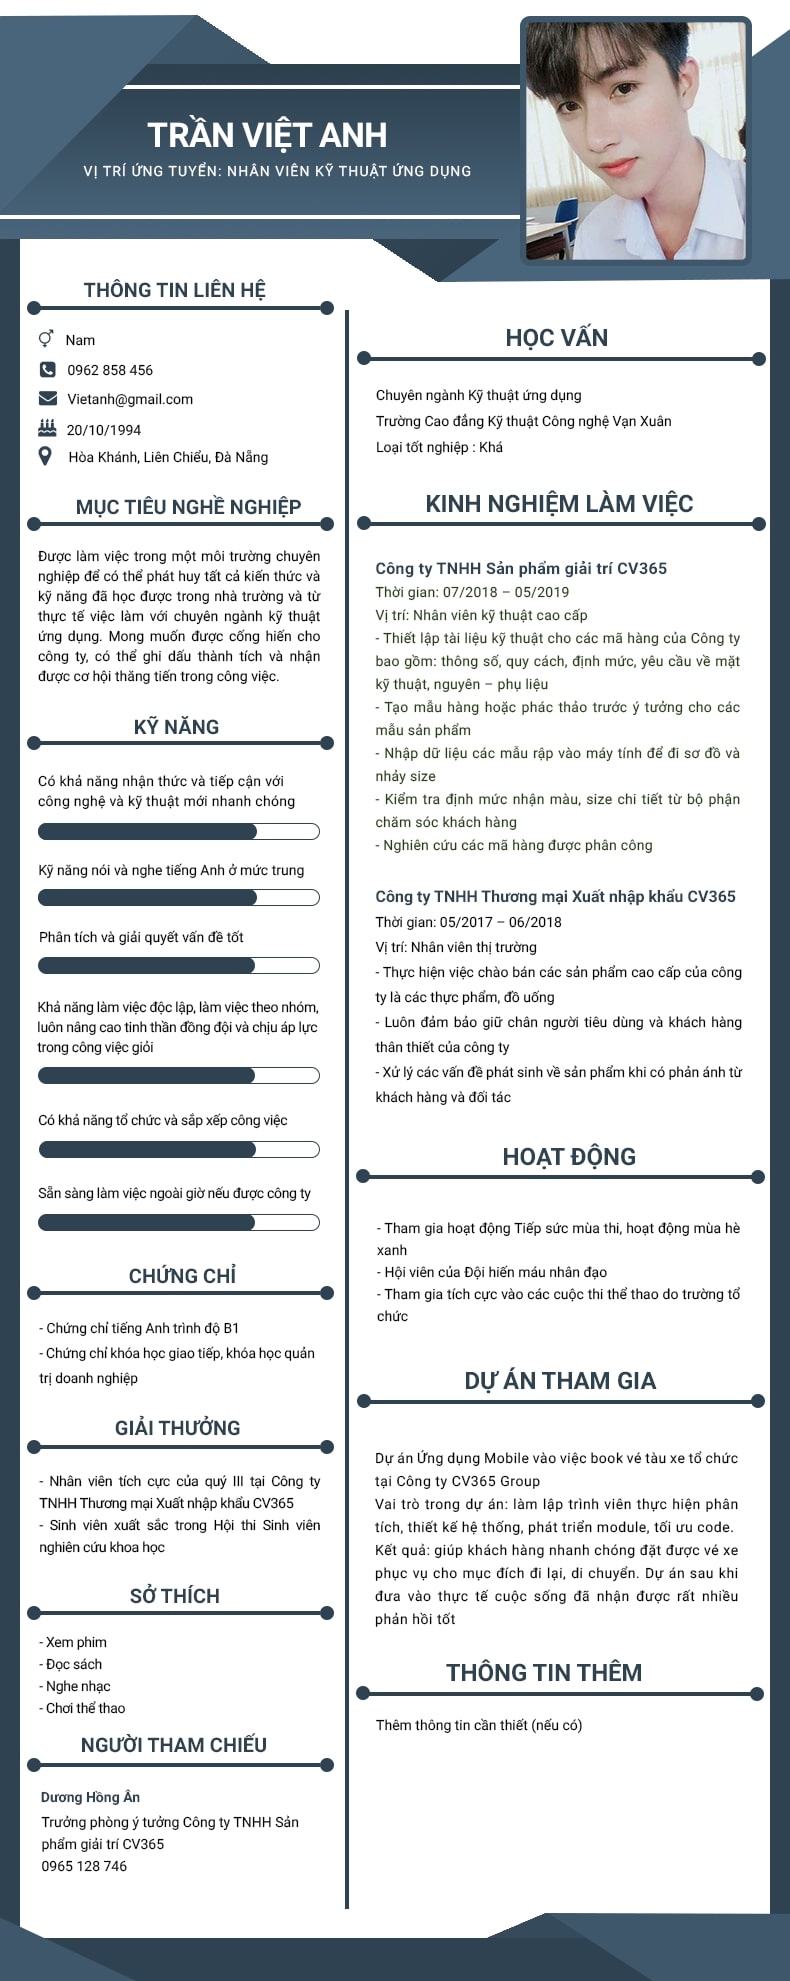 TRẦN VIỆT ANH
VỊ TRÍ ỨNG TUYỂN: NHÂN VIÊN KỸ THUẬT ỨNG DỤNG
THÔNG TIN LIÊN HỆ
Nam
0962 858 456
Vietanh@gmail.com
20/10/1994
Hòa Khánh, Liên Chiểu, Đà Nẵng
MỤC TIÊU NGHỀ NGHIỆP
Được làm việc trong một môi trường chuyên
nghiệp để có thể phát huy tất cả kiến thức và
kỹ năng đã học được trong nhà trường và từ
thực tế việc làm với chuyên ngành kỹ thuật
ứng dụng. Mong muốn được cống hiến cho
công ty, có thể ghi dấu thành tích và nhận
được cơ hội thăng tiến trong công việc.
KỸ NĂNG
Có khả năng nhận thức và tiếp cận với
công nghệ và kỹ thuật mới nhanh chóng
Kỹ năng nói và nghe tiếng Anh ở mức trung
Phân tích và giải quyết vấn đề tốt
Khả năng làm việc độc lập, làm việc theo nhóm,
luôn nâng cao tinh thần đồng đội và chịu áp lực
trong công việc giỏi
Có khả năng tổ chức và sắp xếp công việc
Sẵn sàng làm việc ngoài giờ nếu được công ty
CHỨNG CHỈ
- Chứng chỉ tiếng Anh trình độ B1
- Chứng chỉ khóa học giao tiếp, khóa học quản
trị doanh nghiệp
GIẢI THƯỞNG
- Nhân viên tích cực của quý III tại Công ty
TNHH Thương mại Xuất nhập khẩu CV365
- Sinh viên xuất sắc trong Hội thi Sinh viên
nghiên cứu khoa học
SỞ THÍCH
- Xem phim
- Đọc sách
- Nghe nhạc
- Chơi thể thao
NGƯỜI THAM CHIẾU
Dương Hồng Ân
Trưởng phòng ý tưởng Công ty TNHH Sản
phẩm giải trí CV365
0965 128 746
HỌC VẤN
Chuyên ngành Kỹ thuật ứng dụng
Trường Cao đẳng Kỹ thuật Công nghệ Vạn Xuân
Loại tốt nghiệp : Khá
KINH NGHIỆM LÀM VIỆC
Công ty TNHH Sản phẩm giải trí CV365
Thời gian: 07/2018 – 05/2019
Vị trí: Nhân viên kỹ thuật cao cấp
- Thiết lập tài liệu kỹ thuật cho các mã hàng của Công ty
bao gồm: thông số, quy cách, định mức, yêu cầu về mặt
kỹ thuật, nguyên – phụ liệu
- Tạo mẫu hàng hoặc phác thảo trước ý tưởng cho các
mẫu sản phẩm
- Nhập dữ liệu các mẫu rập vào máy tính để đi sơ đồ và
nhảy size
- Kiểm tra định mức nhận màu, size chi tiết từ bộ phận
chăm sóc khách hàng
- Nghiên cứu các mã hàng được phân công
Công ty TNHH Thương mại Xuất nhập khẩu CV365
Thời gian: 05/2017 – 06/2018
Vị trí: Nhân viên thị trường
- Thực hiện việc chào bán các sản phẩm cao cấp của công
ty là các thực phẩm, đồ uống
- Luôn đảm bảo giữ chân người tiêu dùng và khách hàng
thân thiết của công ty
- Xử lý các vấn đề phát sinh về sản phẩm khi có phản ánh từ
khách hàng và đối tác
HOẠT ĐỘNG
- Tham gia hoạt động Tiếp sức mùa thi, hoạt động mùa hè
xanh
- Hội viên của Đội hiến máu nhân đạo
- Tham gia tích cực vào các cuộc thi thể thao do trường tổ
chức
DỰ ÁN THAM GIA
Dự án Ứng dụng Mobile vào việc book vé tàu xe tổ chức
tại Công ty CV365 Group
Vai trò trong dự án: làm lập trình viên thực hiện phân
tích, thiết kế hệ thống, phát triển module, tối ưu code.
Kết quả: giúp khách hàng nhanh chóng đặt được vé xe
phục vụ cho mục đích đi lại, di chuyển. Dự án sau khi
đưa vào thực tế cuộc sống đã nhận được rất nhiều
phản hồi tốt
THÔNG TIN THÊM
Thêm thông tin cần thiết (nếu có)